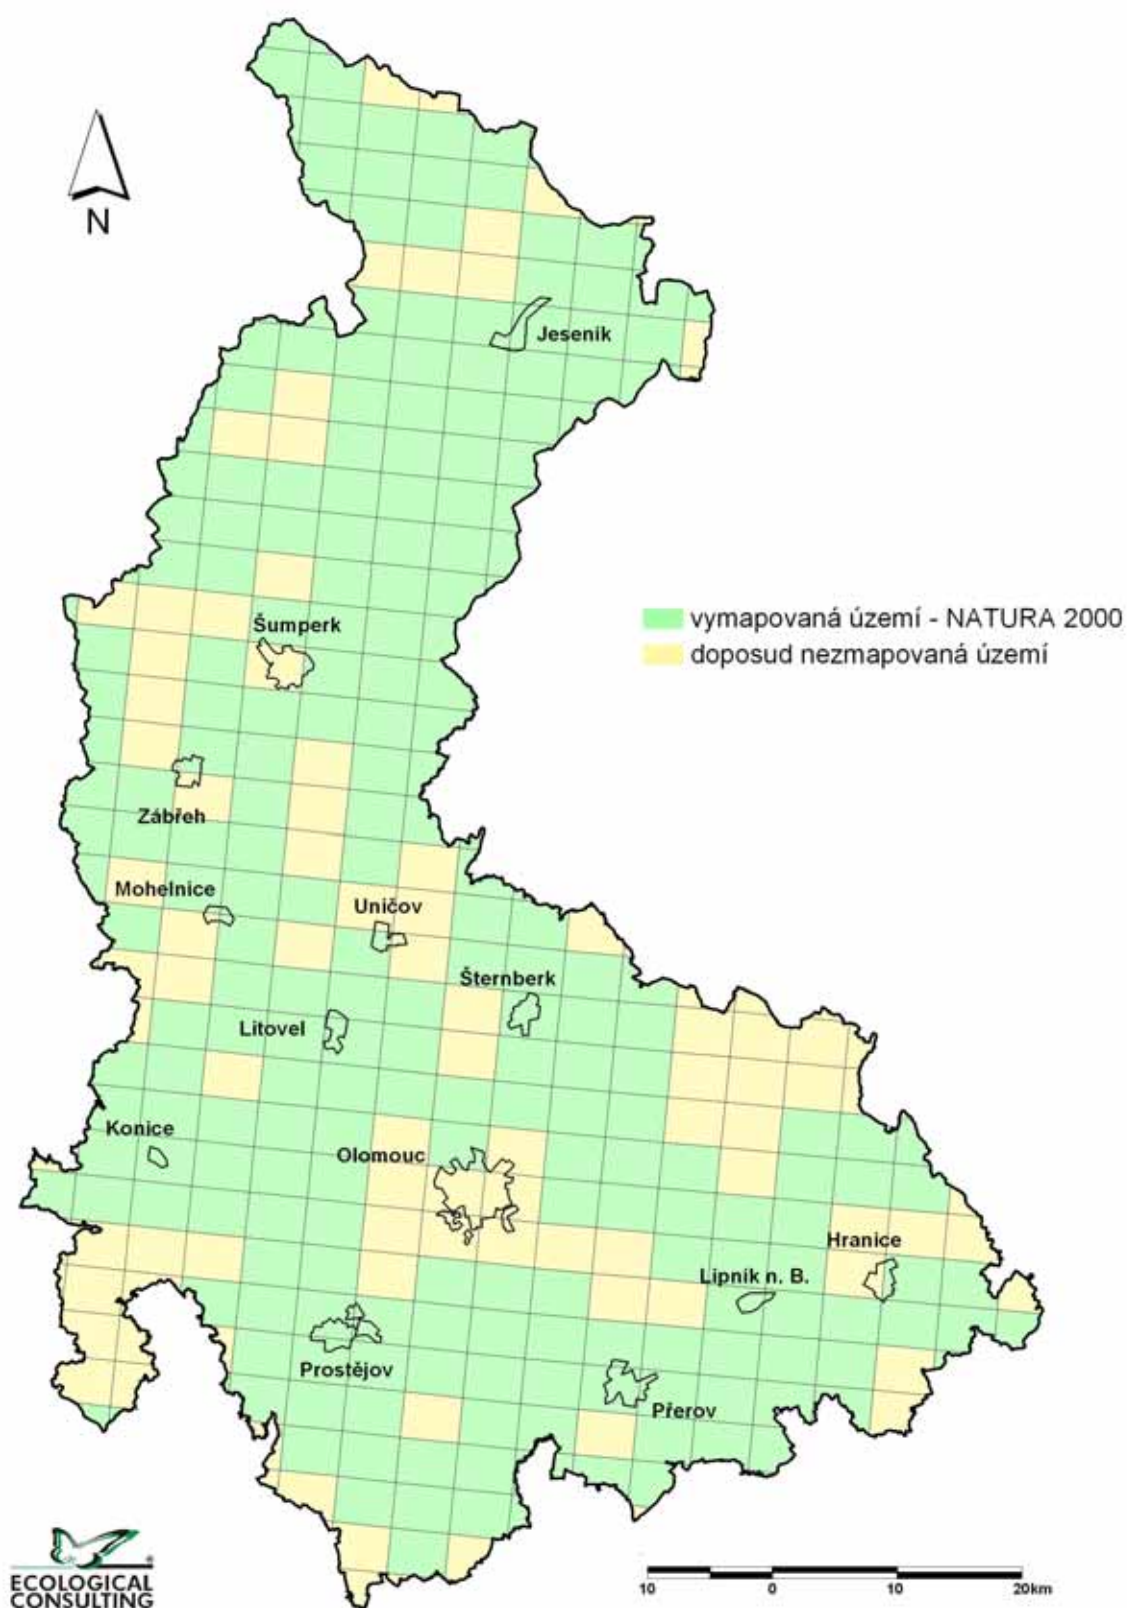 N
Jeseník
vymapovaná území - NATURA 2000
doposud nezmapovaná území
Šumperk
Zábřeh
Mohelnice
Uničov
Šternberk
Litovel
Konice
Olomouc
Hranice
Lipník n. B.
Prostějov
Přerov
ECOLOGICAL
CONSULTING
10 0 10 20km